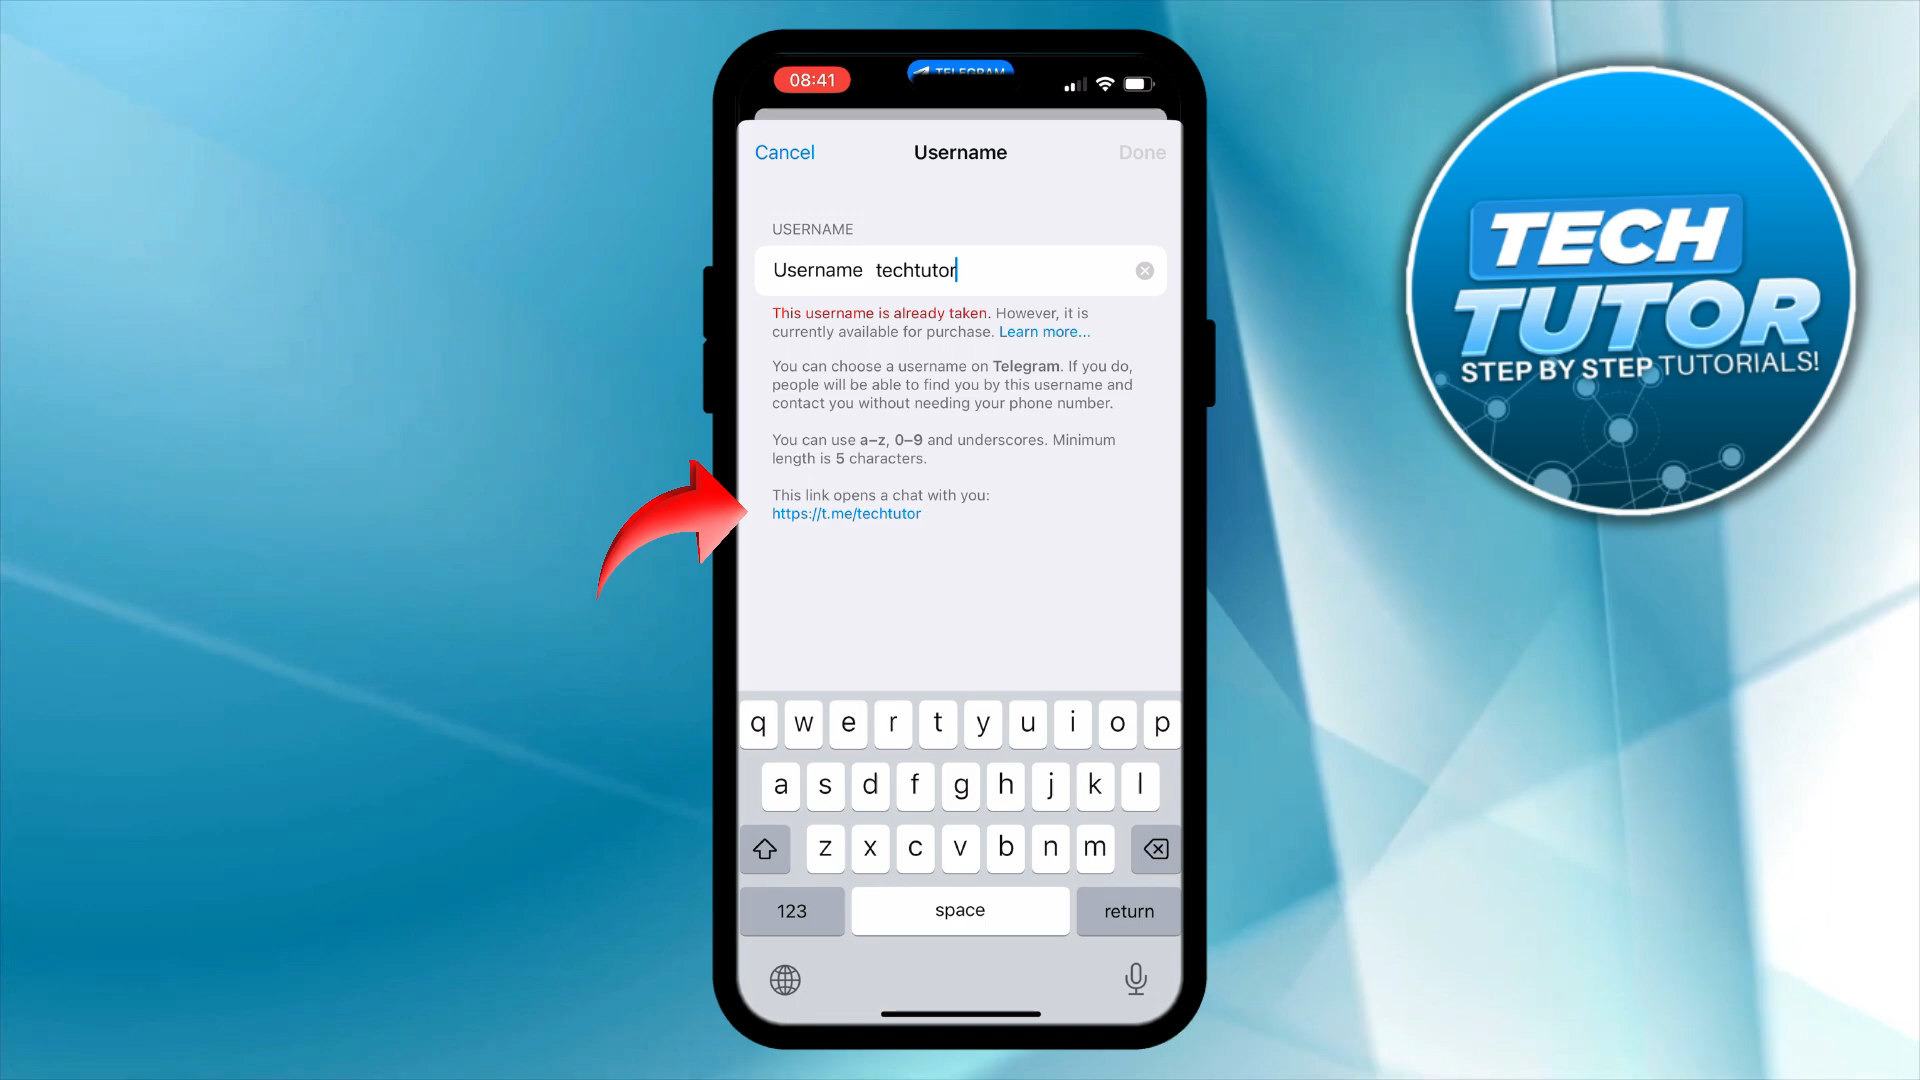 08:41
TELEGRAM
Cancel
Username
Done
USERNAME
Username techtutor
This username is already taken. However, it is
currently available for purchase. Learn more...
You can choose a username on Telegram. If you do,
people will be able to find you by this username and
contact you without needing your phone number.
You can use a–z, 0–9 and underscores. Minimum
length is 5 characters.
This link opens a chat with you:
https://t.me/techtutor
q w e r t y u i o p
a s d f g h j k l
z x c v b n m
123 space return
TECH
TUTOR
STEP BY STEP TUTORIALS!